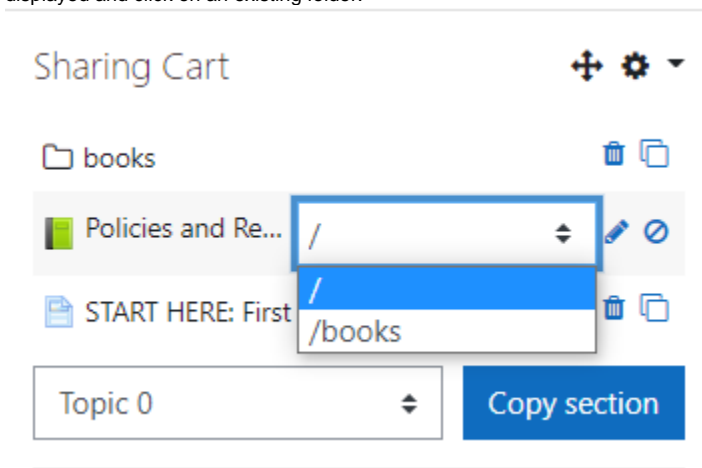 displayed and click on an existing folder.
Sharing Cart
books
Policies and Re...
/
/
START HERE: First
/books
Topic 0
Copy section